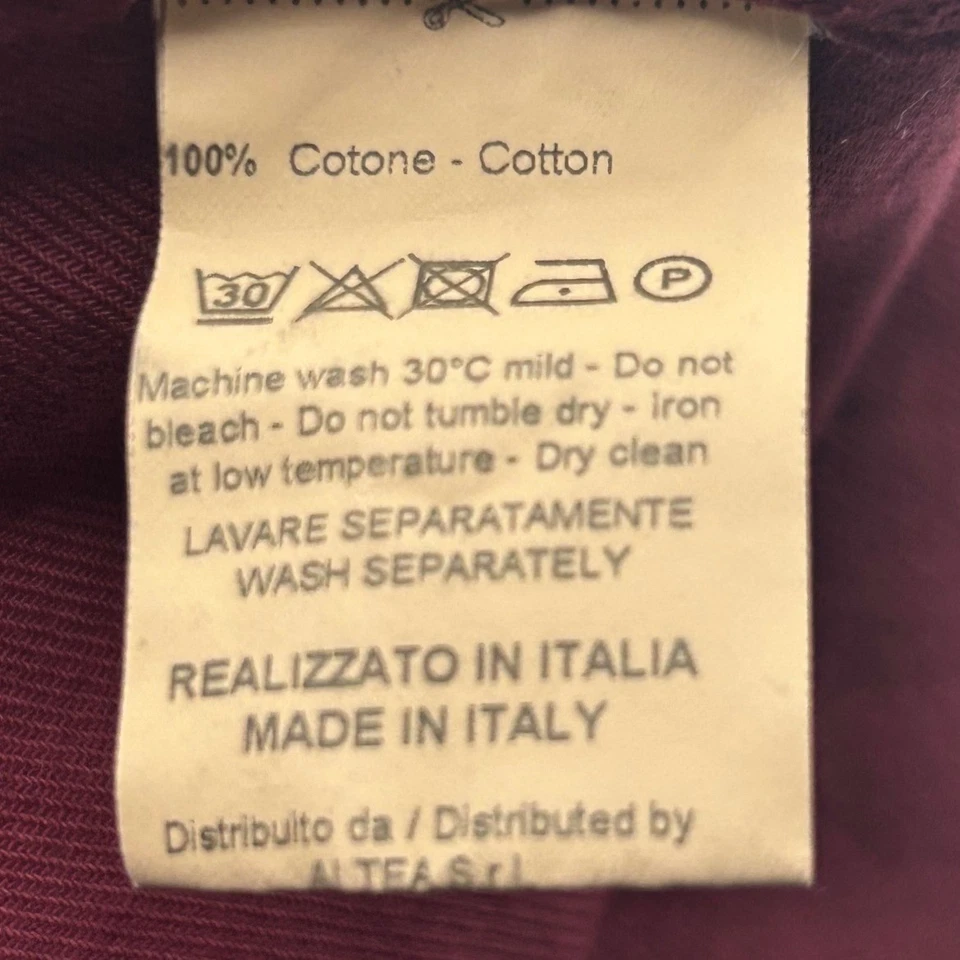 100% Cotone - Cotton
30 P
Machine wash 30°C mild - Do not
bleach - Do not tumble dry - iron
at low temperature - Dry clean
LAVARE SEPARATAMENTE
WASH SEPARATELY
REALIZZATO IN ITALIA
MADE IN ITALY
Distribuito da / Distributed by
ALTEA S.r.l.